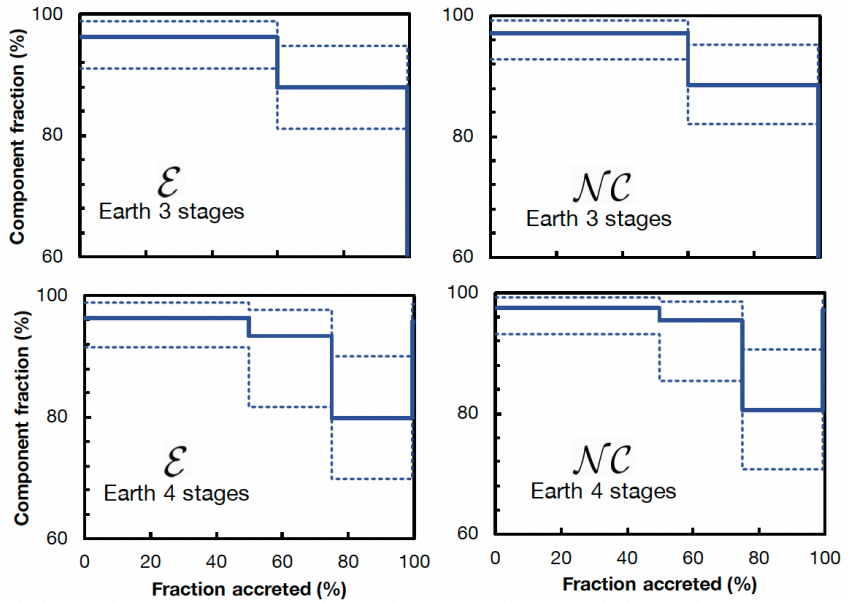 100
80
60
Component fraction (%)
ℰ
Earth 3 stages
100
80
60
𝒩𝒞
Earth 3 stages
100
80
60
Component fraction (%)
ℰ
Earth 4 stages
0 20 40 60 80 100
Fraction accreted (%)
100
80
60
𝒩𝒞
Earth 4 stages
0 20 40 60 80 100
Fraction accreted (%)